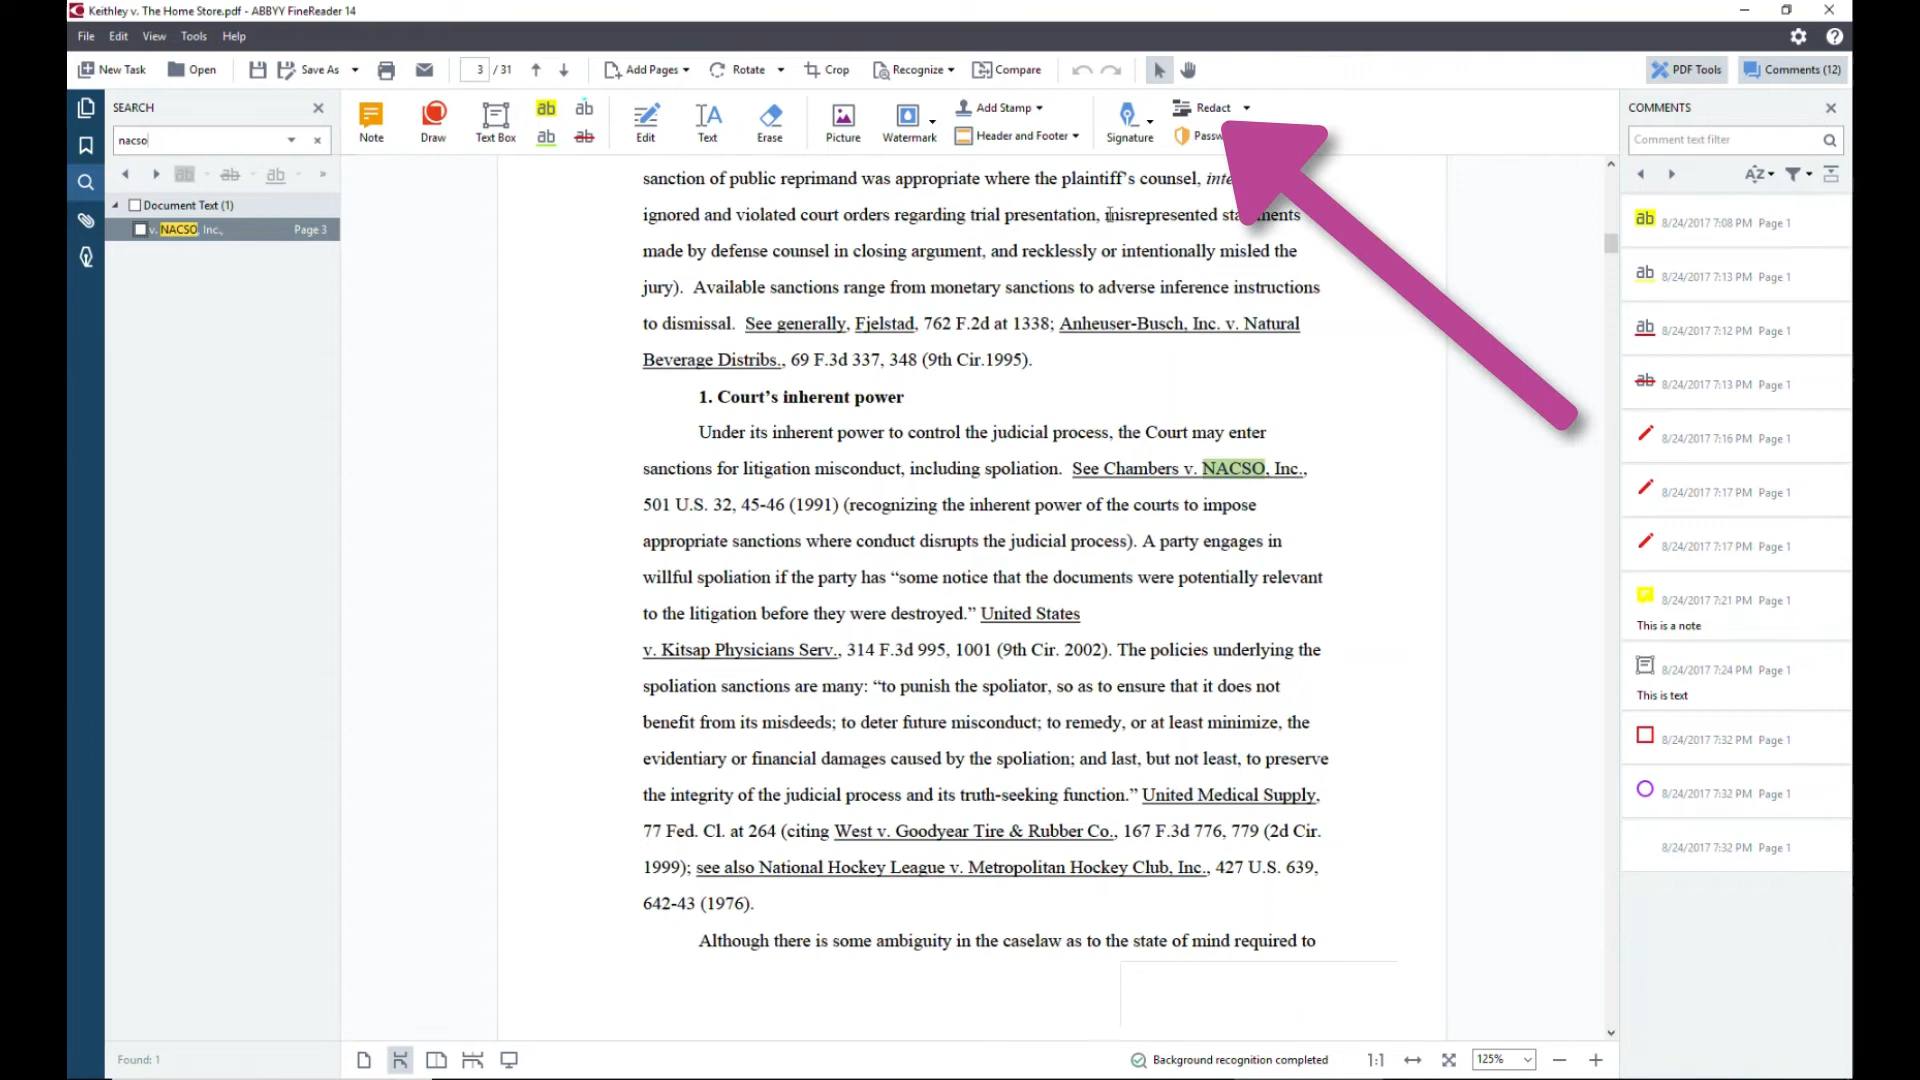 Keithley v. The Home Store.pdf - ABBYY FineReader 14
File Edit View Tools Help
New Task Open Save As 3 / 31 Add Pages Rotate Crop Recognize Compare PDF Tools Comments (12)
SEARCH
nacso
Document Text (1)
v. NACSO, Inc., Page 3
Found: 1
Note Draw Text Box ab ab ab ab Edit Text Erase Picture Watermark Add Stamp Header and Footer Signature Redact
sanction of public reprimand was appropriate where the plaintiff's counsel,
ignored and violated court orders regarding trial presentation, misrepresented statements
made by defense counsel in closing argument, and recklessly or intentionally misled the
jury). Available sanctions range from monetary sanctions to adverse inference instructions
to dismissal. See generally, Fjelstad, 762 F.2d at 1338; Anheuser-Busch, Inc. v. Natural
Beverage Distribs., 69 F.3d 337, 348 (9th Cir.1995).
1. Court's inherent power
Under its inherent power to control the judicial process, the Court may enter
sanctions for litigation misconduct, including spoliation. See Chambers v. NACSO, Inc.,
501 U.S. 32, 45-46 (1991) (recognizing the inherent power of the courts to impose
appropriate sanctions where conduct disrupts the judicial process). A party engages in
willful spoliation if the party has “some notice that the documents were potentially relevant
to the litigation before they were destroyed.” United States
v. Kitsap Physicians Serv., 314 F.3d 995, 1001 (9th Cir. 2002). The policies underlying the
spoliation sanctions are many: “to punish the spoliator, so as to ensure that it does not
benefit from its misdeeds; to deter future misconduct; to remedy, or at least minimize, the
evidentiary or financial damages caused by the spoliation; and last, but not least, to preserve
the integrity of the judicial process and its truth-seeking function.” United Medical Supply,
77 Fed. Cl. at 264 (citing West v. Goodyear Tire & Rubber Co., 167 F.3d 776, 779 (2d Cir.
1999); see also National Hockey League v. Metropolitan Hockey Club, Inc., 427 U.S. 639,
642-43 (1976).
Although there is some ambiguity in the caselaw as to the state of mind required to
COMMENTS
Comment text filter
AZ
ab 8/24/2017 7:08 PM Page 1
ab 8/24/2017 7:13 PM Page 1
ab 8/24/2017 7:12 PM Page 1
ab 8/24/2017 7:13 PM Page 1
8/24/2017 7:16 PM Page 1
8/24/2017 7:17 PM Page 1
8/24/2017 7:17 PM Page 1
8/24/2017 7:21 PM Page 1
This is a note
8/24/2017 7:24 PM Page 1
This is text
8/24/2017 7:32 PM Page 1
8/24/2017 7:32 PM Page 1
8/24/2017 7:32 PM Page 1
Background recognition completed 1:1 125%